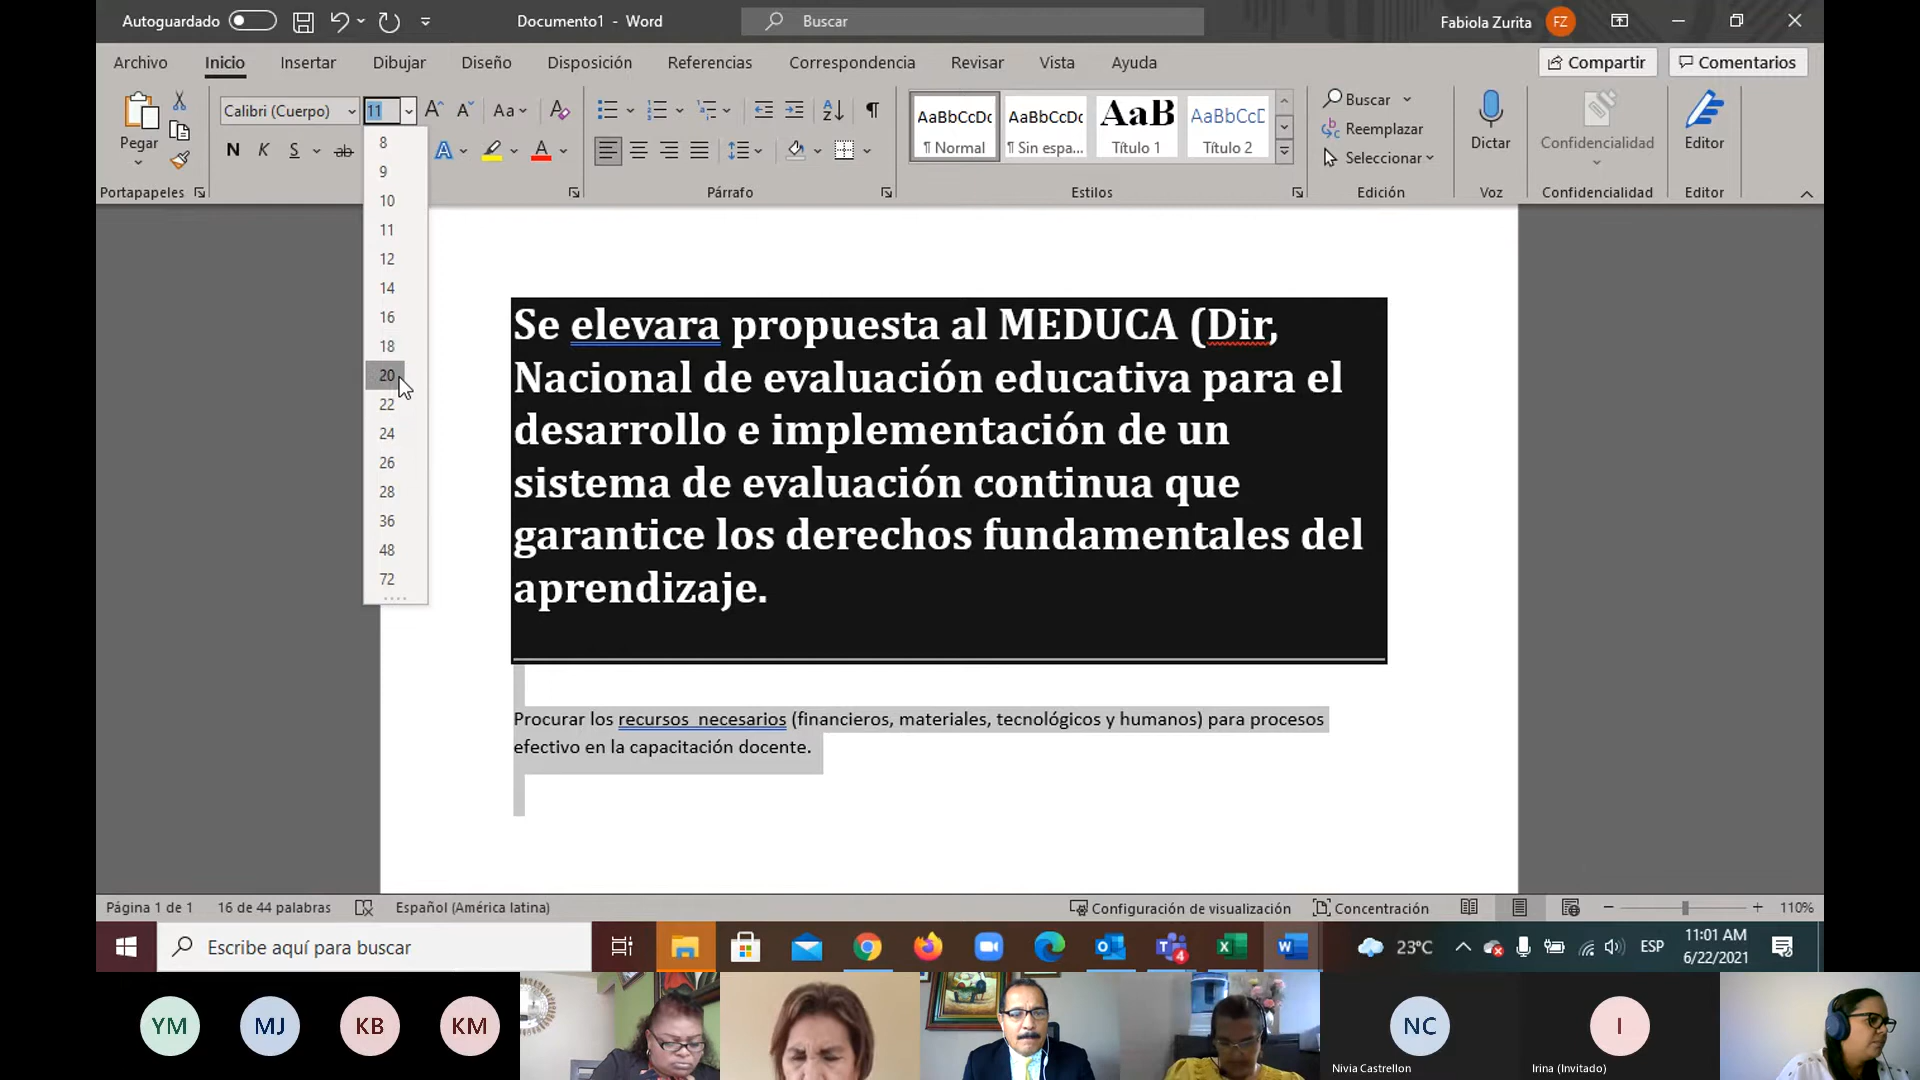 Autoguardado
Documento1 - Word
Buscar
Fabiola Zurita
FZ
Archivo
Inicio
Insertar
Dibujar
Diseño
Disposición
Referencias
Correspondencia
Revisar
Vista
Ayuda
Compartir
Comentarios
Pegar
Portapapeles
Calibri (Cuerpo)
11
Aa
N K S ab
A
A
8
9
10
11
12
14
16
18
20
22
24
26
28
36
48
72
Párrafo
AaBbCcDc
¶ Normal
AaBbCcDc
¶ Sin espa...
AaB
Título 1
AaBbCcD
Título 2
Estilos
Buscar
Reemplazar
Seleccionar
Edición
Dictar
Voz
Confidencialidad
Confidencialidad
Editor
Editor
Se elevara propuesta al MEDUCA (Dir,
Nacional de evaluación educativa para el
desarrollo e implementación de un
sistema de evaluación continua que
garantice los derechos fundamentales del
aprendizaje.
Procurar los recursos  necesarios (financieros, materiales, tecnológicos y humanos) para procesos
efectivo en la capacitación docente.
Página 1 de 1
16 de 44 palabras
Español (América latina)
Configuración de visualización
Concentración
110%
Escribe aquí para buscar
4
23°C
ESP
11:01 AM
6/22/2021
YM
MJ
KB
KM
NC
Nivia Castrellon
I
Irina (Invitado)